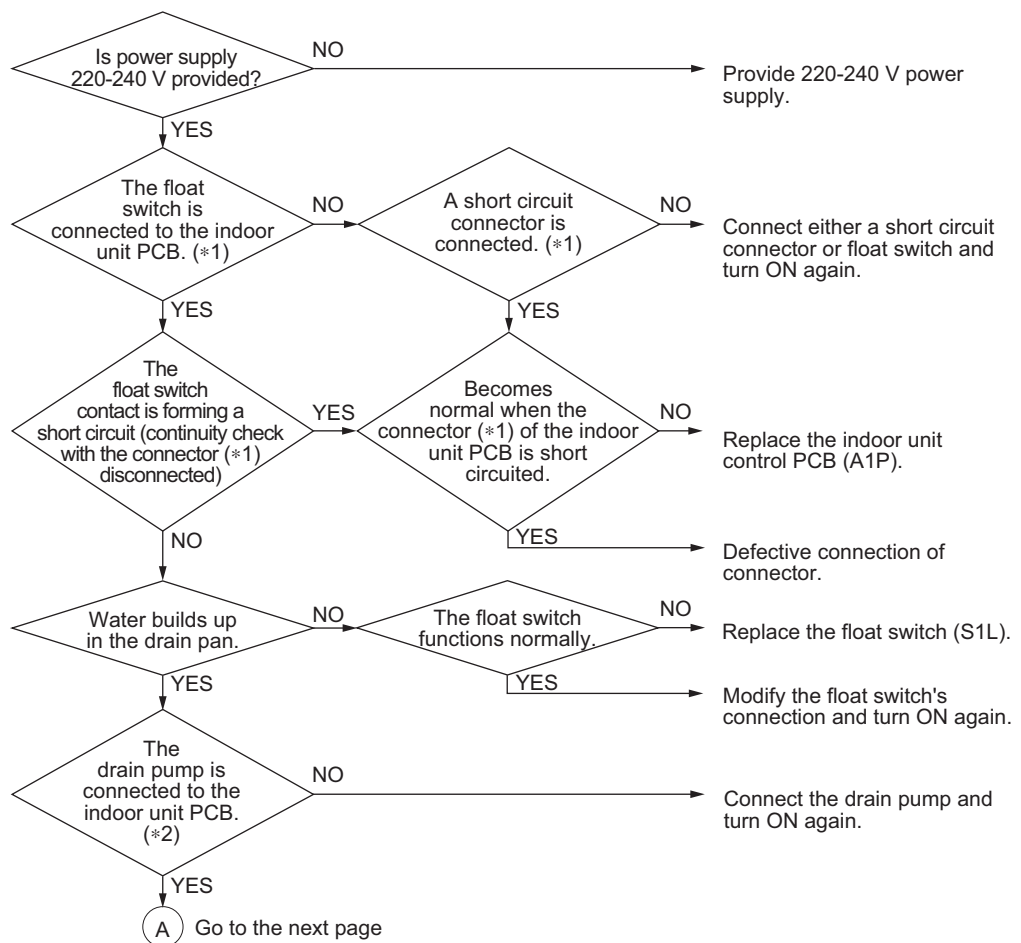 Is power supply
220-240 V provided?
NO
Provide 220-240 V power
supply.
YES
The float
switch is
connected to the indoor
unit PCB. (*1)
NO
A short circuit
connector is
connected. (*1)
NO
Connect either a short circuit
connector or float switch and
turn ON again.
YES
YES
The
float switch
contact is forming a
short circuit (continuity check
with the connector (*1)
disconnected)
YES
Becomes
normal when the
connector (*1) of the indoor
unit PCB is short
circuited.
NO
Replace the indoor unit
control PCB (A1P).
NO
YES
Defective connection of
connector.
Water builds up
in the drain pan.
NO
The float switch
functions normally.
NO
Replace the float switch (S1L).
YES
YES
Modify the float switch's
connection and turn ON again.
The
drain pump is
connected to the
indoor unit PCB.
(*2)
NO
Connect the drain pump and
turn ON again.
YES
A
Go to the next page